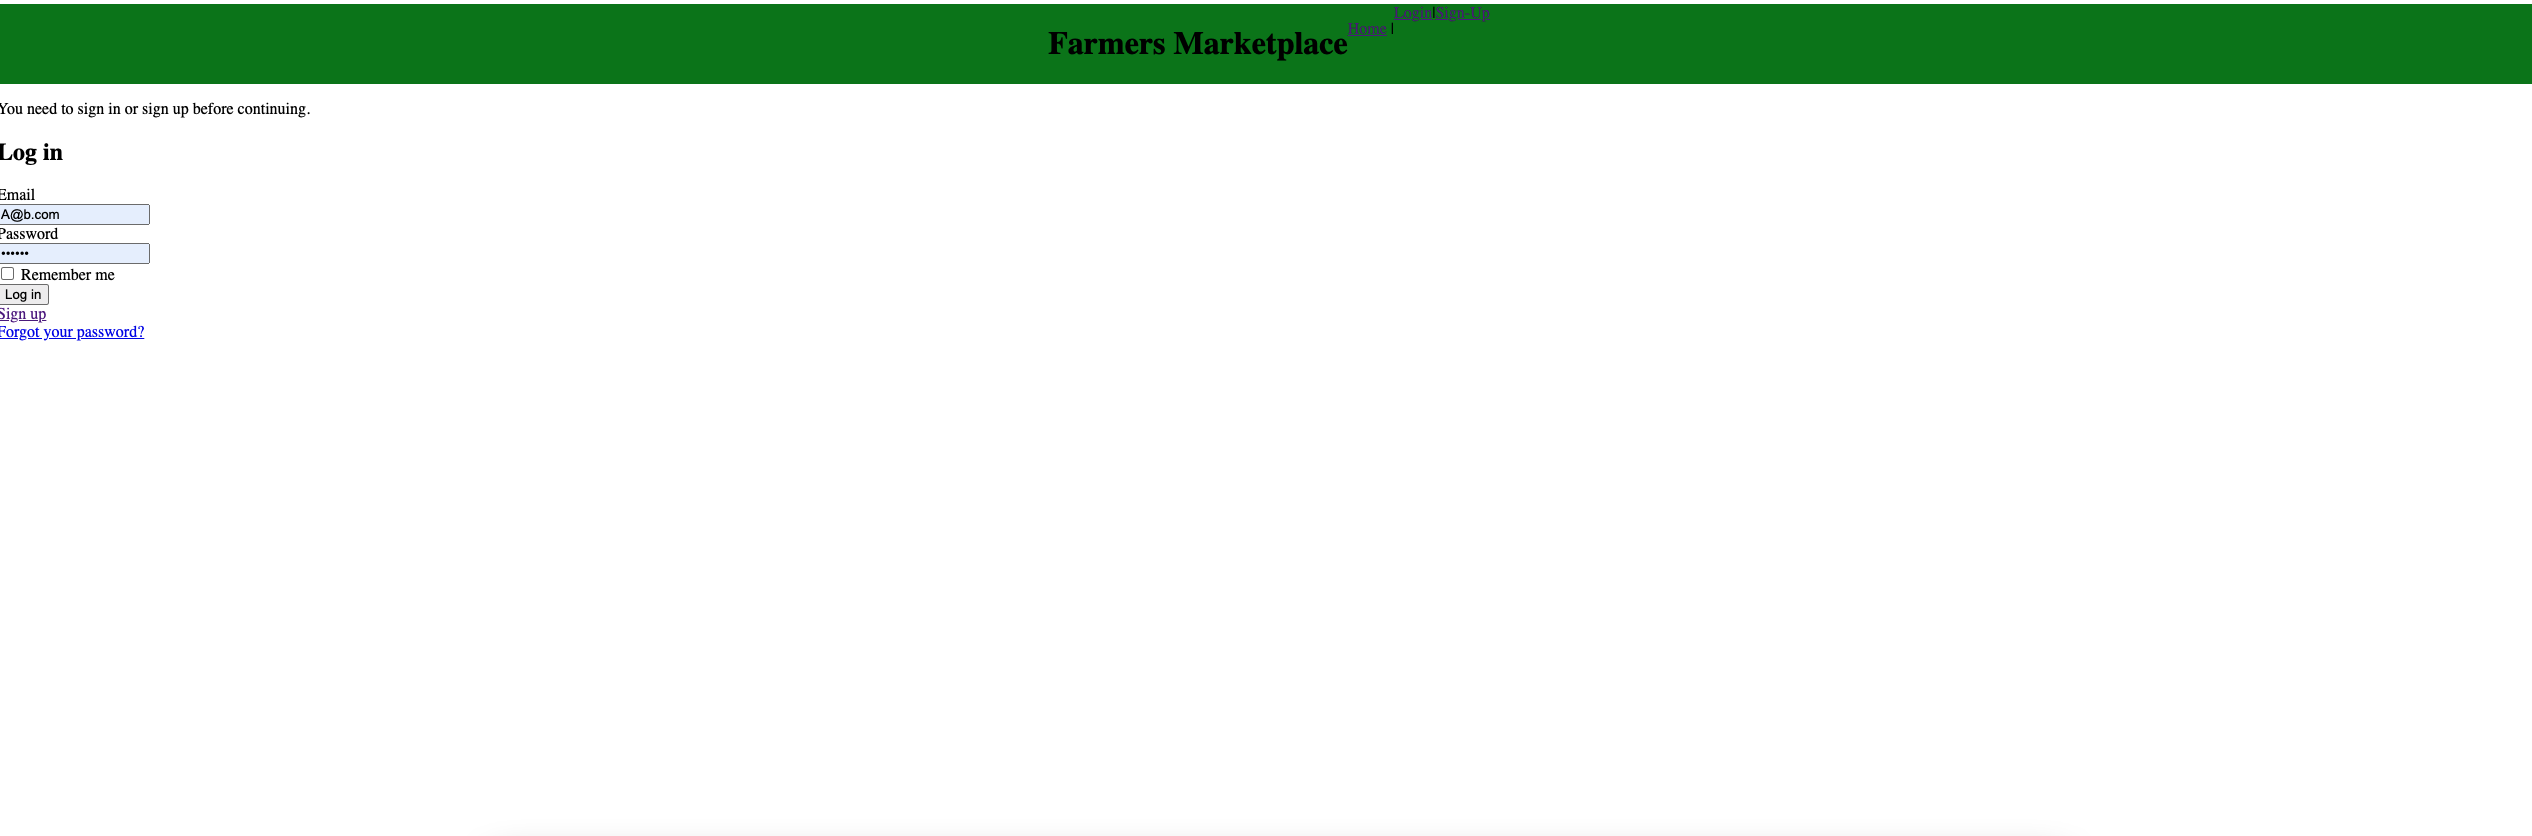 Login|Sign-Up
Home |
Farmers Marketplace
You need to sign in or sign up before continuing.
Log in
Email
A@b.com
Password
••••••
Remember me
Log in
Sign up
Forgot your password?